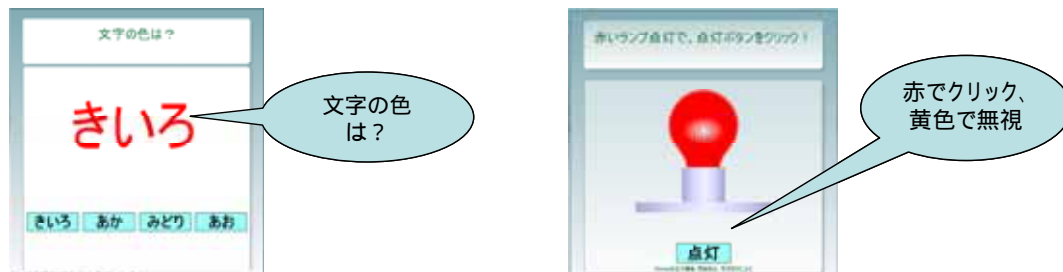 文字の色は？
きいろ
きいろ あか みどり あお
文字の色
は？
赤いランプ点灯で、点灯ボタンをクリック！
点灯
赤でクリック、
黄色で無視